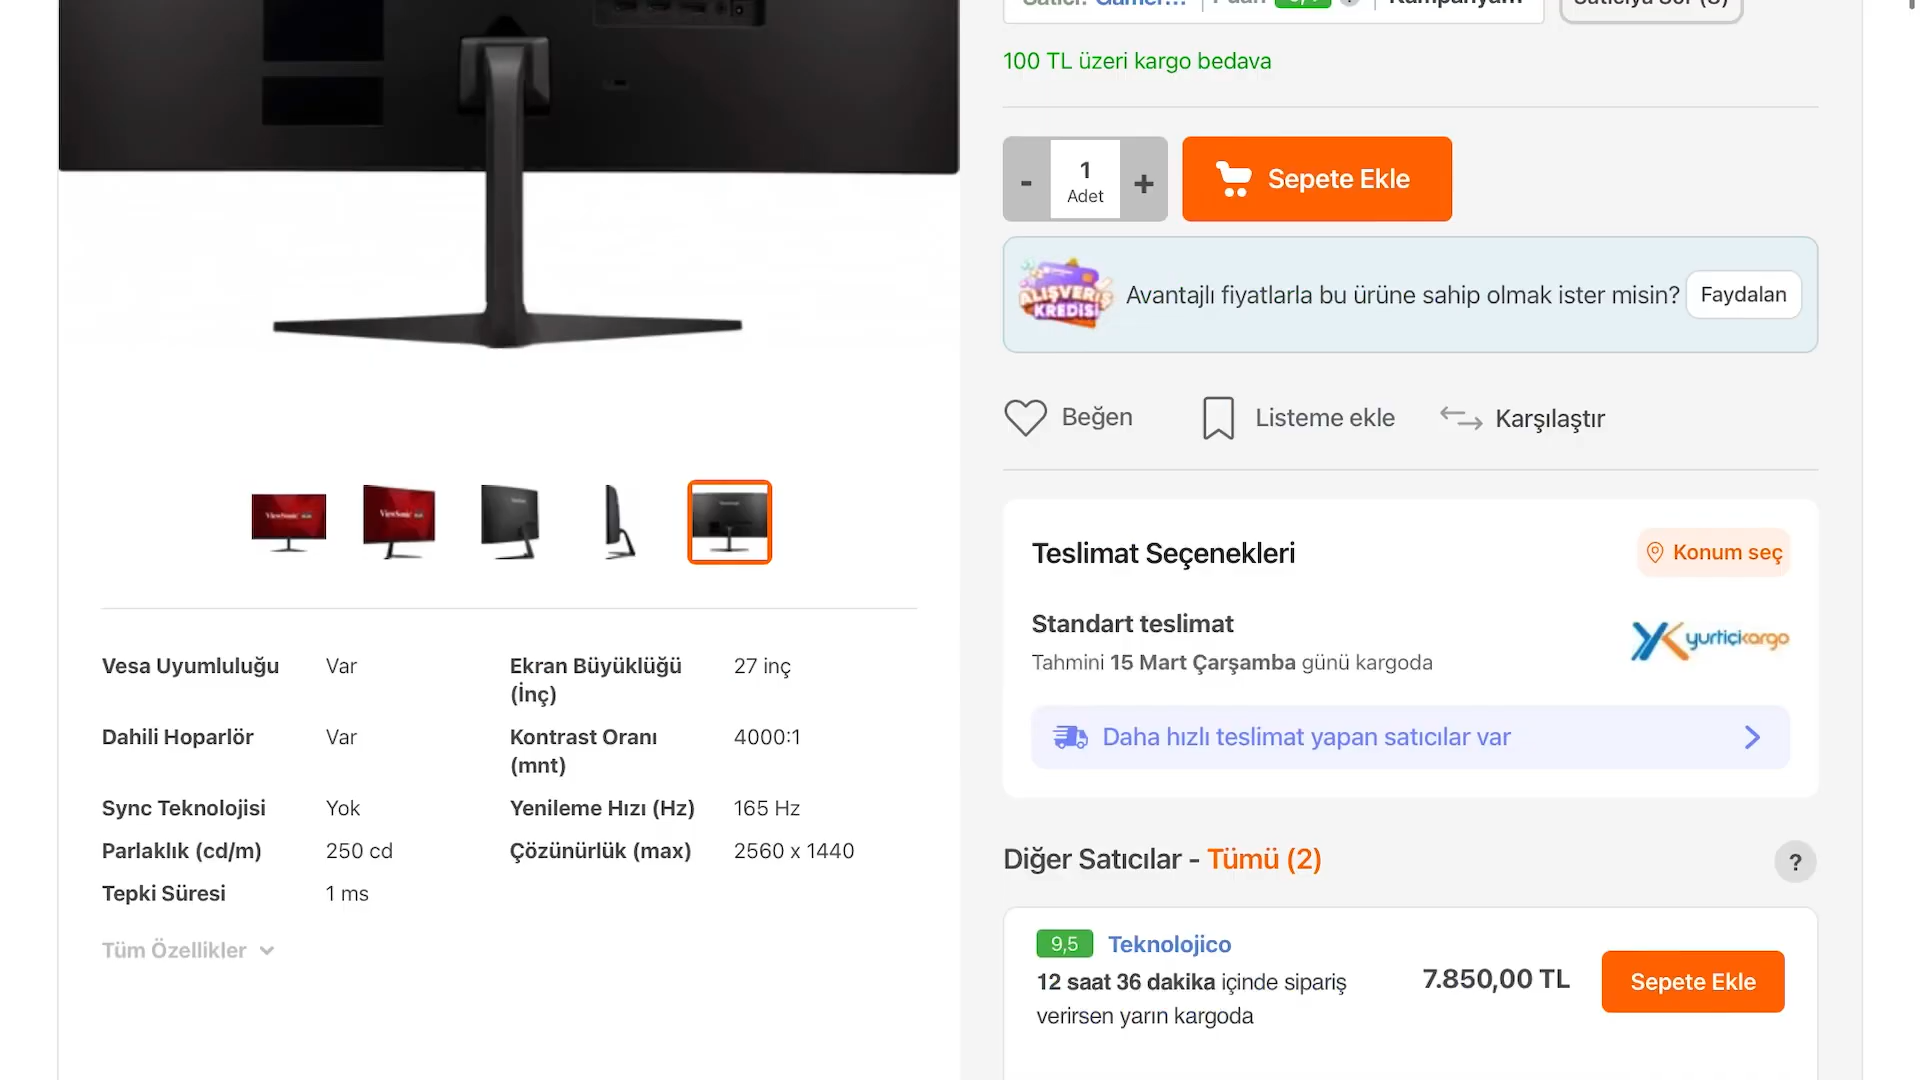 100 TL üzeri kargo bedava
-
1
Adet
+
Sepete Ekle
ALIŞVERİŞ
KREDİSİ
Avantajlı fiyatlarla bu ürüne sahip olmak ister misin?
Faydalan
Beğen
Listeme ekle
Karşılaştır
ViewSonic
ViewSonic
Teslimat Seçenekleri
Konum seç
Standart teslimat
Tahmini 15 Mart Çarşamba günü kargoda
yurtiçikargo
Daha hızlı teslimat yapan satıcılar var
Vesa Uyumluluğu Var
Ekran Büyüklüğü 27 inç
(İnç)
Dahili Hoparlör Var
Kontrast Oranı 4000:1
(mnt)
Sync Teknolojisi Yok
Yenileme Hızı (Hz) 165 Hz
Parlaklık (cd/m) 250 cd
Çözünürlük (max) 2560 x 1440
Tepki Süresi 1 ms
Tüm Özellikler
Diğer Satıcılar - Tümü (2)
?
9,5 Teknolojico
12 saat 36 dakika içinde sipariş
verirsen yarın kargoda
7.850,00 TL
Sepete Ekle